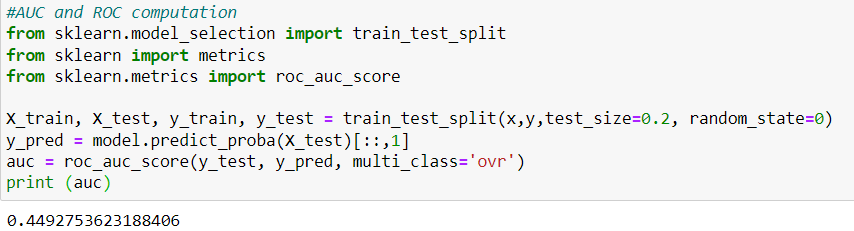 #AUC and ROC computation
from sklearn.model_selection import train_test_split
from sklearn import metrics
from sklearn.metrics import roc_auc_score
X_train, X_test, y_train, y_test = train_test_split(x,y,test_size=0.2, random_state=0)
y_pred = model.predict_proba(X_test)[::,1]
auc = roc_auc_score(y_test, y_pred, multi_class='ovr')
print (auc)
0.4492753623188406